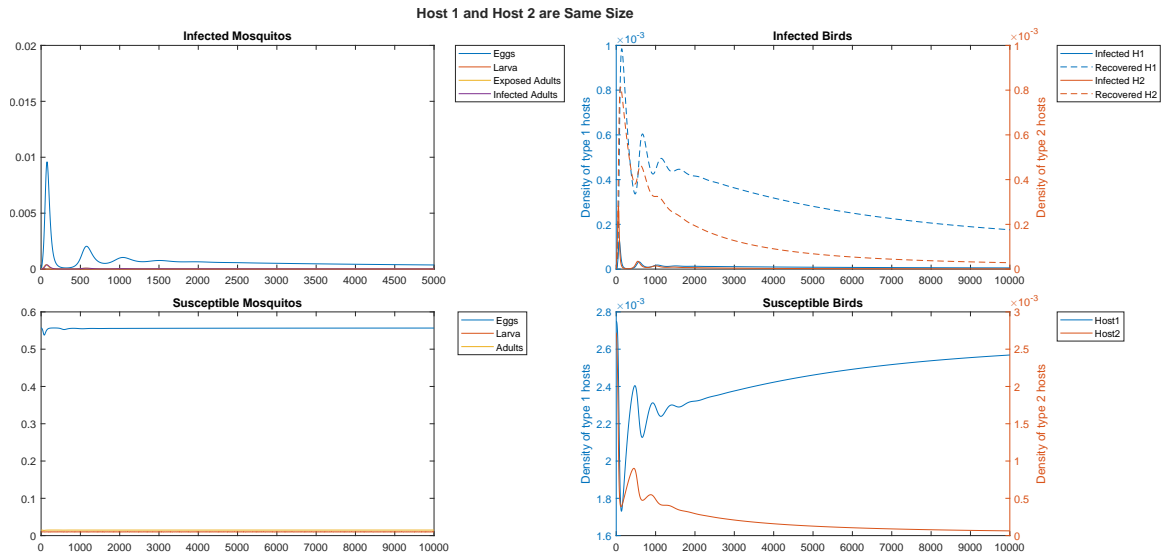 Host 1 and Host 2 are Same Size
Infected Mosquitos
0.02
0.015
0.01
0.005
0
0 500 1000 1500 2000 2500 3000 3500 4000 4500 5000
Eggs
Larva
Exposed Adults
Infected Adults
Infected Birds
×10⁻³
×10⁻³
1
0.8
0.6
0.4
0.2
0
Density of type 1 hosts
1
0.8
0.6
0.4
0.2
0
Density of type 2 hosts
0 1000 2000 3000 4000 5000 6000 7000 8000 9000 10000
Infected H1
Recovered H1
Infected H2
Recovered H2
Susceptible Mosquitos
0.6
0.5
0.4
0.3
0.2
0.1
0
0 1000 2000 3000 4000 5000 6000 7000 8000 9000 10000
Eggs
Larva
Adults
Susceptible Birds
×10⁻³
×10⁻³
2.8
2.6
2.4
2.2
2
1.8
1.6
Density of type 1 hosts
3
2.5
2
1.5
1
0.5
0
Density of type 2 hosts
0 1000 2000 3000 4000 5000 6000 7000 8000 9000 10000
Host1
Host2